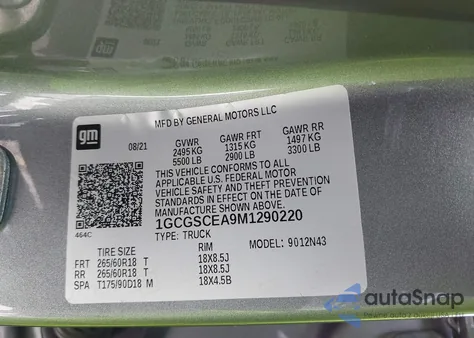 MFD BY GENERAL MOTORS LLC
gm
08/21
GVWR GAWR FRT GAWR RR
2495 KG 1315 KG 1497 KG
5500 LB 2900 LB 3300 LB
THIS VEHICLE CONFORMS TO ALL
APPLICABLE U.S. FEDERAL MOTOR
VEHICLE SAFETY AND THEFT PREVENTION
STANDARDS IN EFFECT ON THE DATE OF
MANUFACTURE SHOWN ABOVE.
1GCGSCEA9M1290220
TYPE: TRUCK MODEL: 9012N43
464C
TIRE SIZE RIM
FRT 265/60R18 T 18X8.5J
RR 265/60R18 T 18X8.5J
SPA T175/90D18 M 18X4.5B
autoSnap